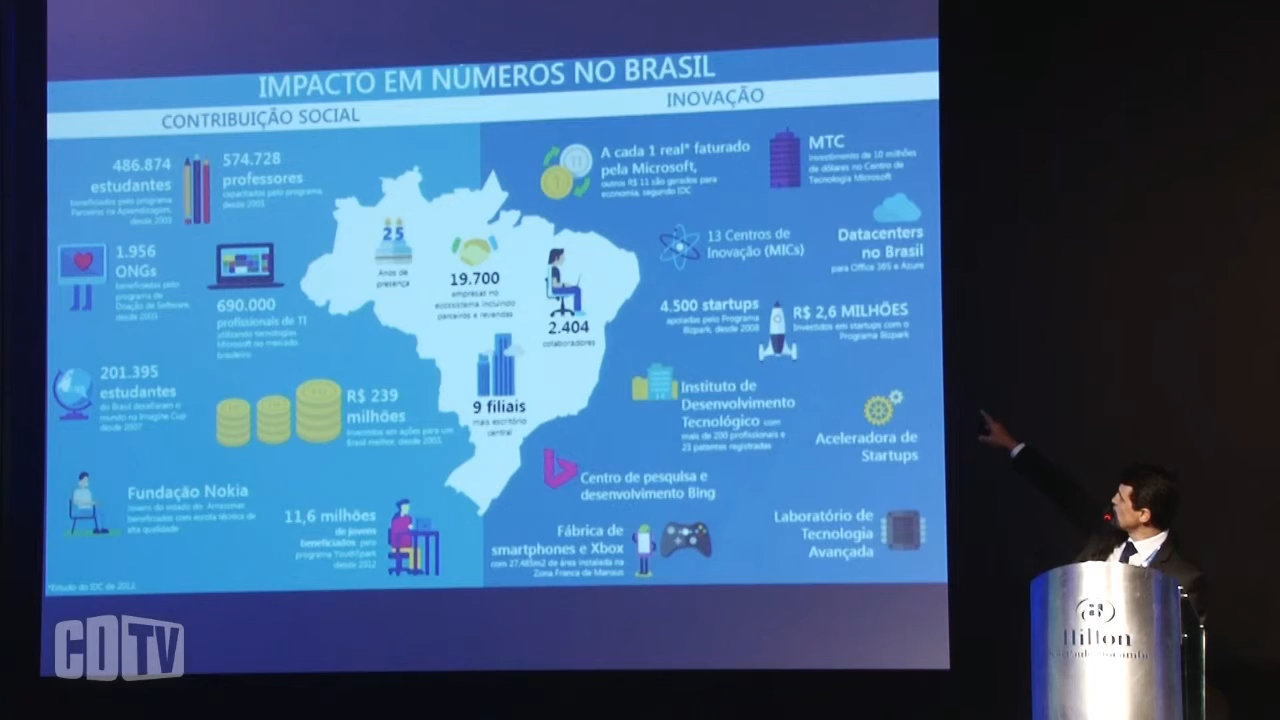 IMPACTO EM NÚMEROS NO BRASIL
CONTRIBUIÇÃO SOCIAL
INOVAÇÃO
486.874
estudantes
beneficiados pelo programa
Parceiros na Aprendizagem,
desde 2003
574.728
professores
capacitados pelo programa
desde 2003
1.956
ONGs
beneficiadas pelo
programa de
Doação de Software
desde 2003
690.000
profissionais de TI
utilizando tecnologias
Microsoft no mercado
brasileiro
201.395
estudantes
do Brasil desafiaram o
mundo na Imagine Cup
desde 2007
R$ 239
milhões
investidos em ações para um
Brasil melhor, desde 2003
Fundação Nokia
Jovens do estado do Amazonas
beneficiados com escola técnica de
alta qualidade
11,6 milhões
de jovens
beneficiados pelo
programa YouthSpark
desde 2012
*Estudo do IDC de 2012.
25
Anos de
presença
19.700
empresas no
ecossistema incluindo
parceiros e revendas
2.404
colaboradores
9 filiais
mais escritório
central
A cada 1 real* faturado
pela Microsoft,
outros R$ 11 são gerados para
economia, segundo IDC
MTC
Investimento de 10 milhões
de dólares no Centro de
Tecnologia Microsoft
13 Centros de
Inovação (MICs)
Datacenters
no Brasil
para Office 365 e Azure
4.500 startups
apoiadas pelo Programa
Bizpark, desde 2008
R$ 2,6 MILHÕES
Investidos em startups com o
Programa Bizpark
Instituto de
Desenvolvimento
Tecnológico com
mais de 200 profissionais e
23 patentes registradas
Aceleradora de
Startups
Centro de pesquisa e
desenvolvimento Bing
Fábrica de
smartphones e Xbox
com 27.485m2 de área instalada na
Zona Franca de Manaus
Laboratório de
Tecnologia
Avançada
CDTV
Hilton